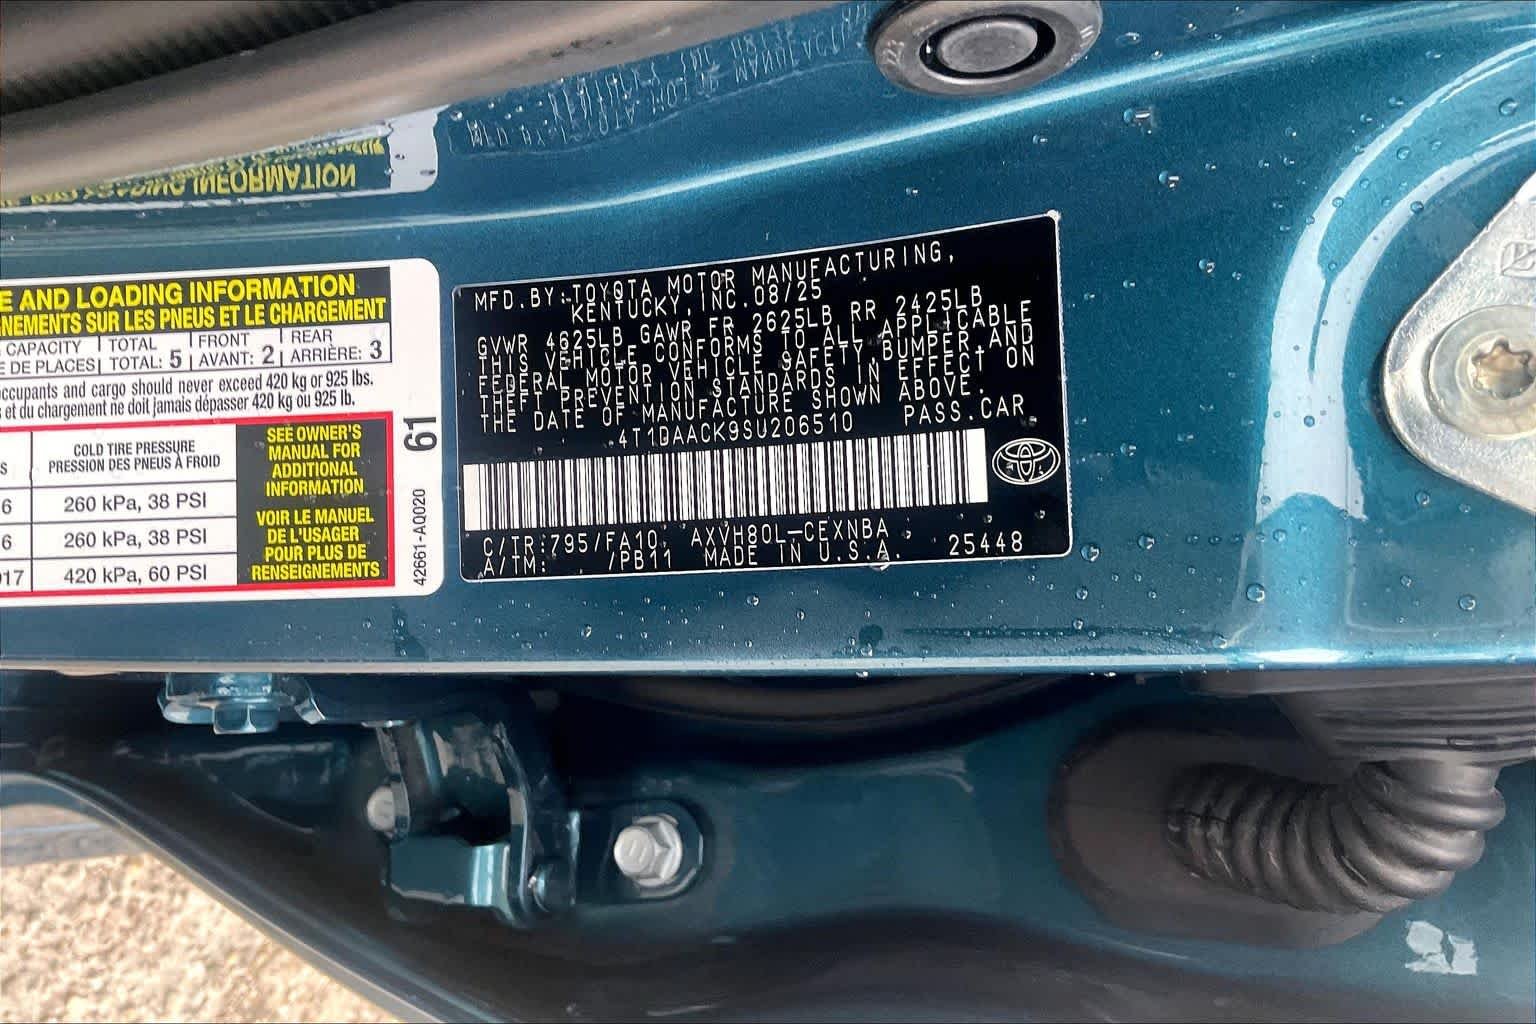 E AND LOADING INFORMATION
GNEMENTS SUR LES PNEUS ET LE CHARGEMENT
CAPACITY TOTAL FRONT REAR
E DE PLACES TOTAL: 5 AVANT: 2 ARRIÈRE: 3
ccupants and cargo should never exceed 420 kg or 925 lbs.
s et du chargement ne doit jamais dépasser 420 kg ou 925 lb.
S
COLD TIRE PRESSURE
PRESSION DES PNEUS À FROID
6 260 kPa, 38 PSI
6 260 kPa, 38 PSI
017 420 kPa, 60 PSI
SEE OWNER'S
MANUAL FOR
ADDITIONAL
INFORMATION
VOIR LE MANUEL
DE L'USAGER
POUR PLUS DE
RENSEIGNEMENTS
61
42661-A0020
MFD.BY:TOYOTA MOTOR MANUFACTURING,
KENTUCKY,INC.08/25
GVWR 4625LB GAWR FR 2625LB RR 2425LB
THIS VEHICLE CONFORMS TO ALL APPLICABLE
FEDERAL MOTOR VEHICLE SAFETY,BUMPER,AND
THEFT PREVENTION STANDARDS IN EFFECT ON
THE DATE OF MANUFACTURE SHOWN ABOVE.
4T1DAACK9SU206510 PASS.CAR
C/TR:795/FA10 AXVH80L-CEXNBA
A/TM: /PB11 MADE IN U.S.A. 25448